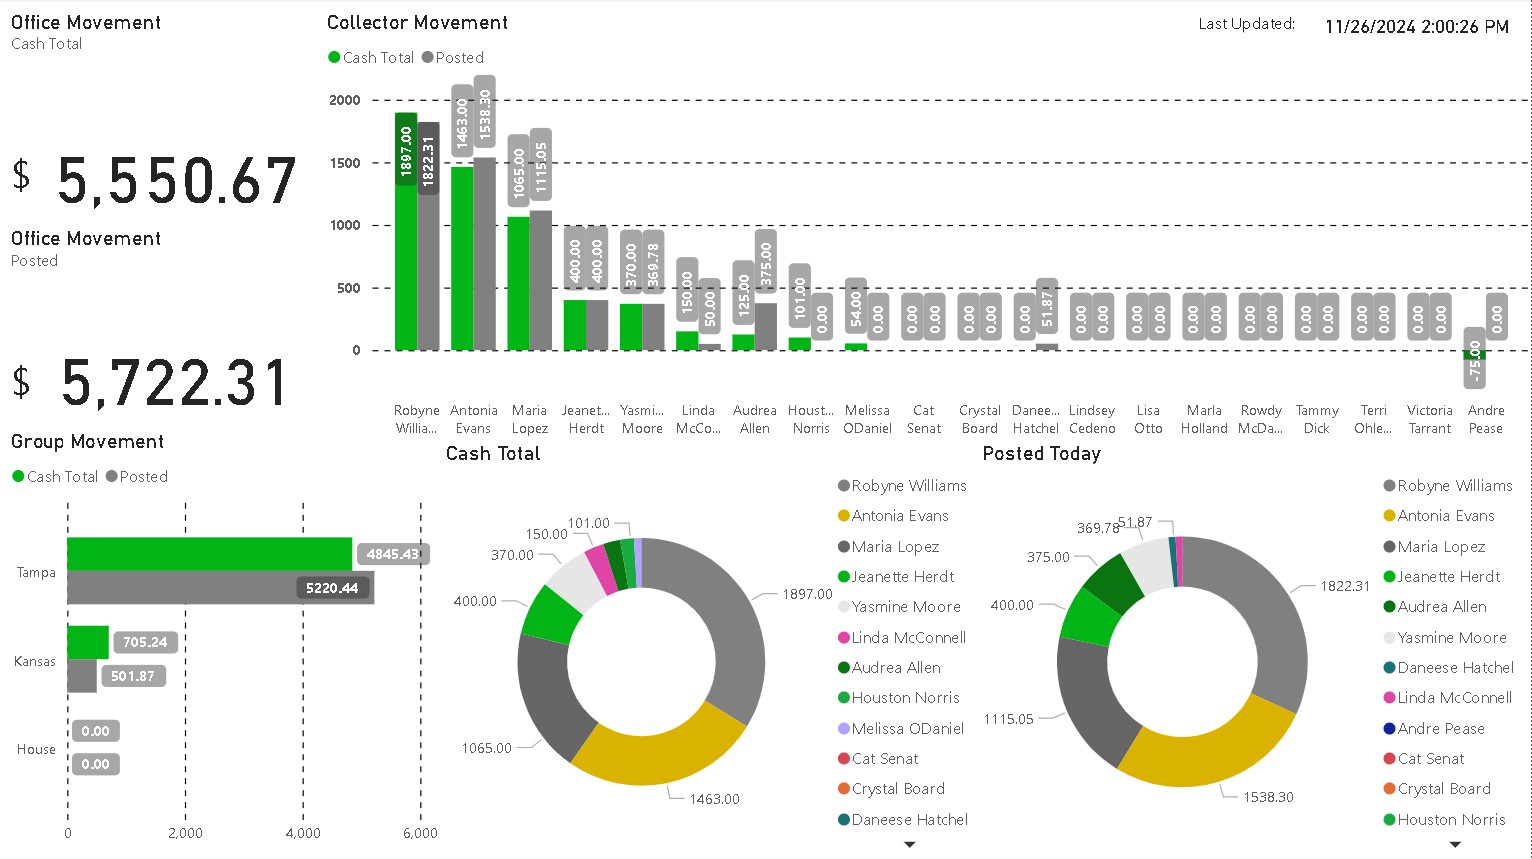 Office Movement
Cash Total
$ 5,550.67
Office Movement
Posted
$ 5,722.31
Collector Movement
Cash Total Posted
Last Updated: 11/26/2024 2:00:26 PM
2000
1500
1000
500
0
1897.00 1822.31
1463.00 1538.30
1065.00 1115.05
400.00 400.00
370.00 369.78
150.00 50.00
125.00 375.00
101.00 0.00
54.00 0.00
0.00 0.00
0.00 0.00
0.00 51.87
0.00 0.00
0.00 0.00
0.00 0.00
0.00 0.00
0.00 0.00
0.00 0.00
0.00 0.00
-75.00 0.00
Robyne Willia...
Antonia Evans
Maria Lopez
Jeanet... Herdt
Yasmi... Moore
Linda McCo...
Audrea Allen
Houst... Norris
Melissa ODaniel
Cat Senat
Crystal Board
Danee... Hatchel
Lindsey Cedeno
Lisa Otto
Marla Holland
Rowdy McDa...
Tammy Dick
Terri Ohle...
Victoria Tarrant
Andre Pease
Group Movement
Cash Total Posted
Tampa
4845.43
5220.44
Kansas
705.24
501.87
House
0.00
0.00
0 2,000 4,000 6,000
Cash Total
101.00
150.00
370.00
400.00
1065.00
1463.00
1897.00
Robyne Williams
Antonia Evans
Maria Lopez
Jeanette Herdt
Yasmine Moore
Linda McConnell
Audrea Allen
Houston Norris
Melissa ODaniel
Cat Senat
Crystal Board
Daneese Hatchel
Posted Today
51.87
369.78
375.00
400.00
1115.05
1538.30
1822.31
Robyne Williams
Antonia Evans
Maria Lopez
Jeanette Herdt
Audrea Allen
Yasmine Moore
Daneese Hatchel
Linda McConnell
Andre Pease
Cat Senat
Crystal Board
Houston Norris